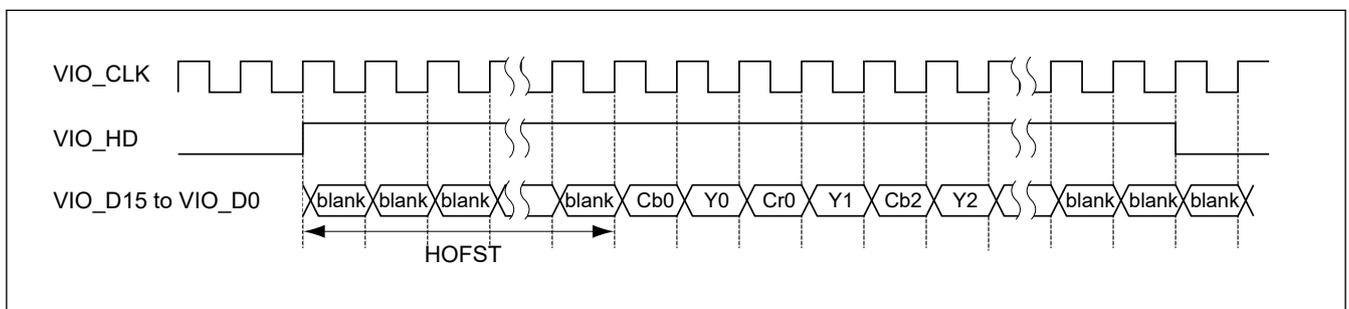 VIO_CLK
VIO_HD
VIO_D15 to VIO_D0 blank blank blank blank Cb0 Y0 Cr0 Y1 Cb2 Y2 blank blank blank
HOFST